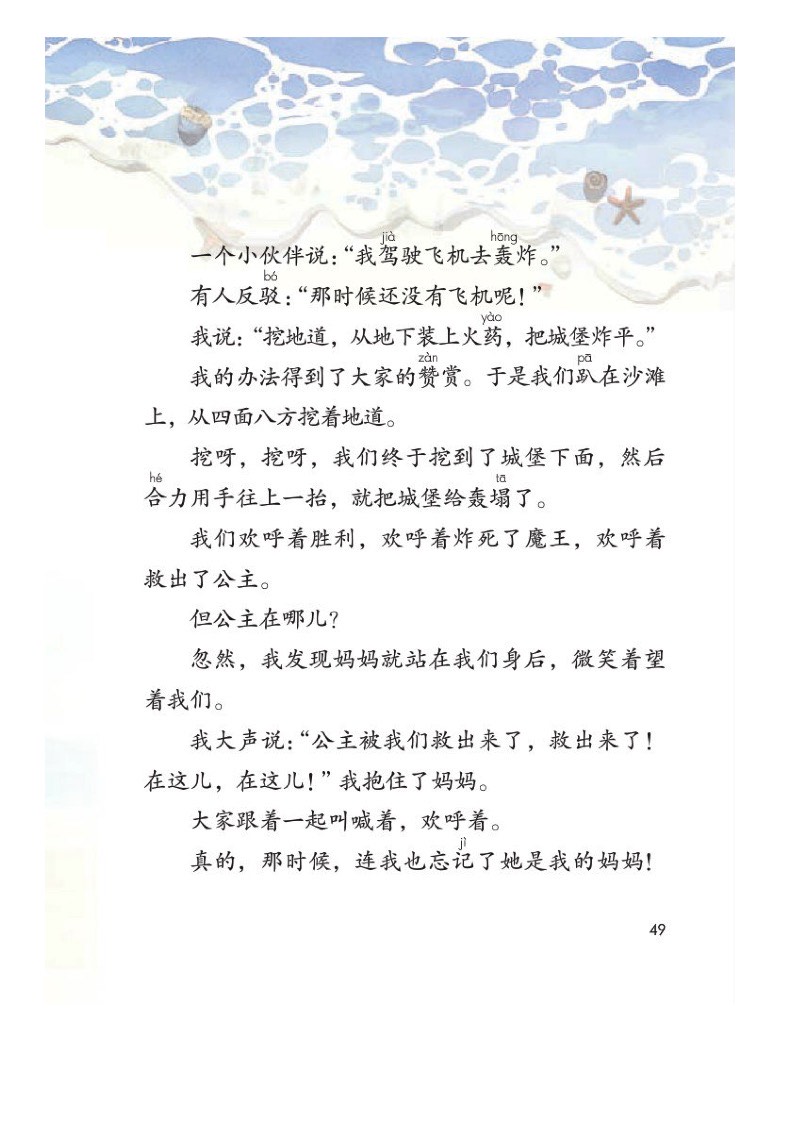 jià hōng
一个小伙伴说：“我驾驶飞机去轰炸。”
bó
有人反驳：“那时候还没有飞机呢！”
yào
我说：“挖地道，从地下装上火药，把城堡炸平。”
zàn pā
我的办法得到了大家的赞赏。于是我们趴在沙滩
上，从四面八方挖着地道。
挖呀，挖呀，我们终于挖到了城堡下面，然后
hé tā
合力用手往上一抬，就把城堡给轰塌了。
我们欢呼着胜利，欢呼着炸死了魔王，欢呼着
救出了公主。
但公主在哪儿？
忽然，我发现妈妈就站在我们身后，微笑着望
着我们。
我大声说：“公主被我们救出来了，救出来了！
在这儿，在这儿！”我抱住了妈妈。
大家跟着一起叫喊着，欢呼着。
jì
真的，那时候，连我也忘记了她是我的妈妈！
49